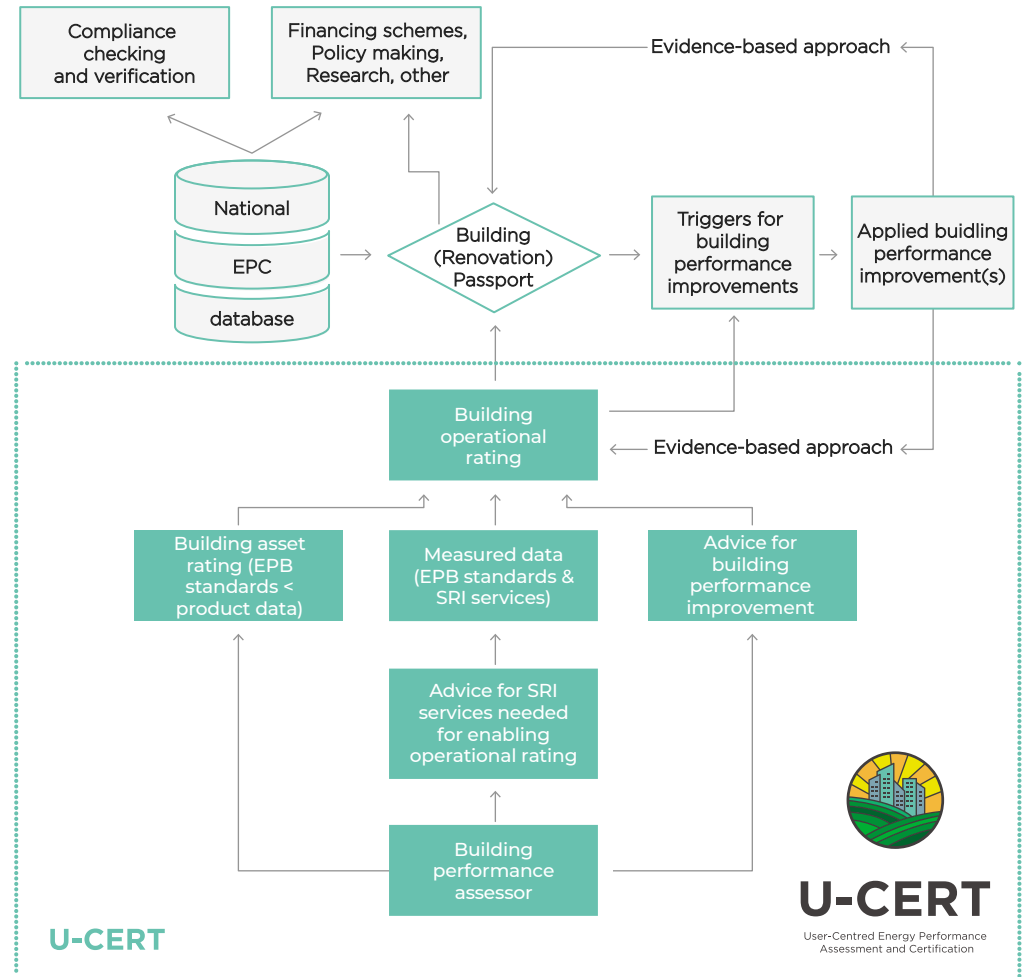 Compliance
checking
and verification
Financing schemes,
Policy making,
Research, other
Evidence-based approach
National
EPC
database
Building
(Renovation)
Passport
Triggers for
building
performance
improvements
Applied buidling
performance
improvement(s)
Building
operational
rating
Evidence-based approach
Building asset
rating (EPB
standards <
product data)
Measured data
(EPB standards &
SRI services)
Advice for
building
performance
improvement
Advice for SRI
services needed
for enabling
operational rating
Building
performance
assessor
U-CERT
U-CERT
User-Centred Energy Performance
Assessment and Certification